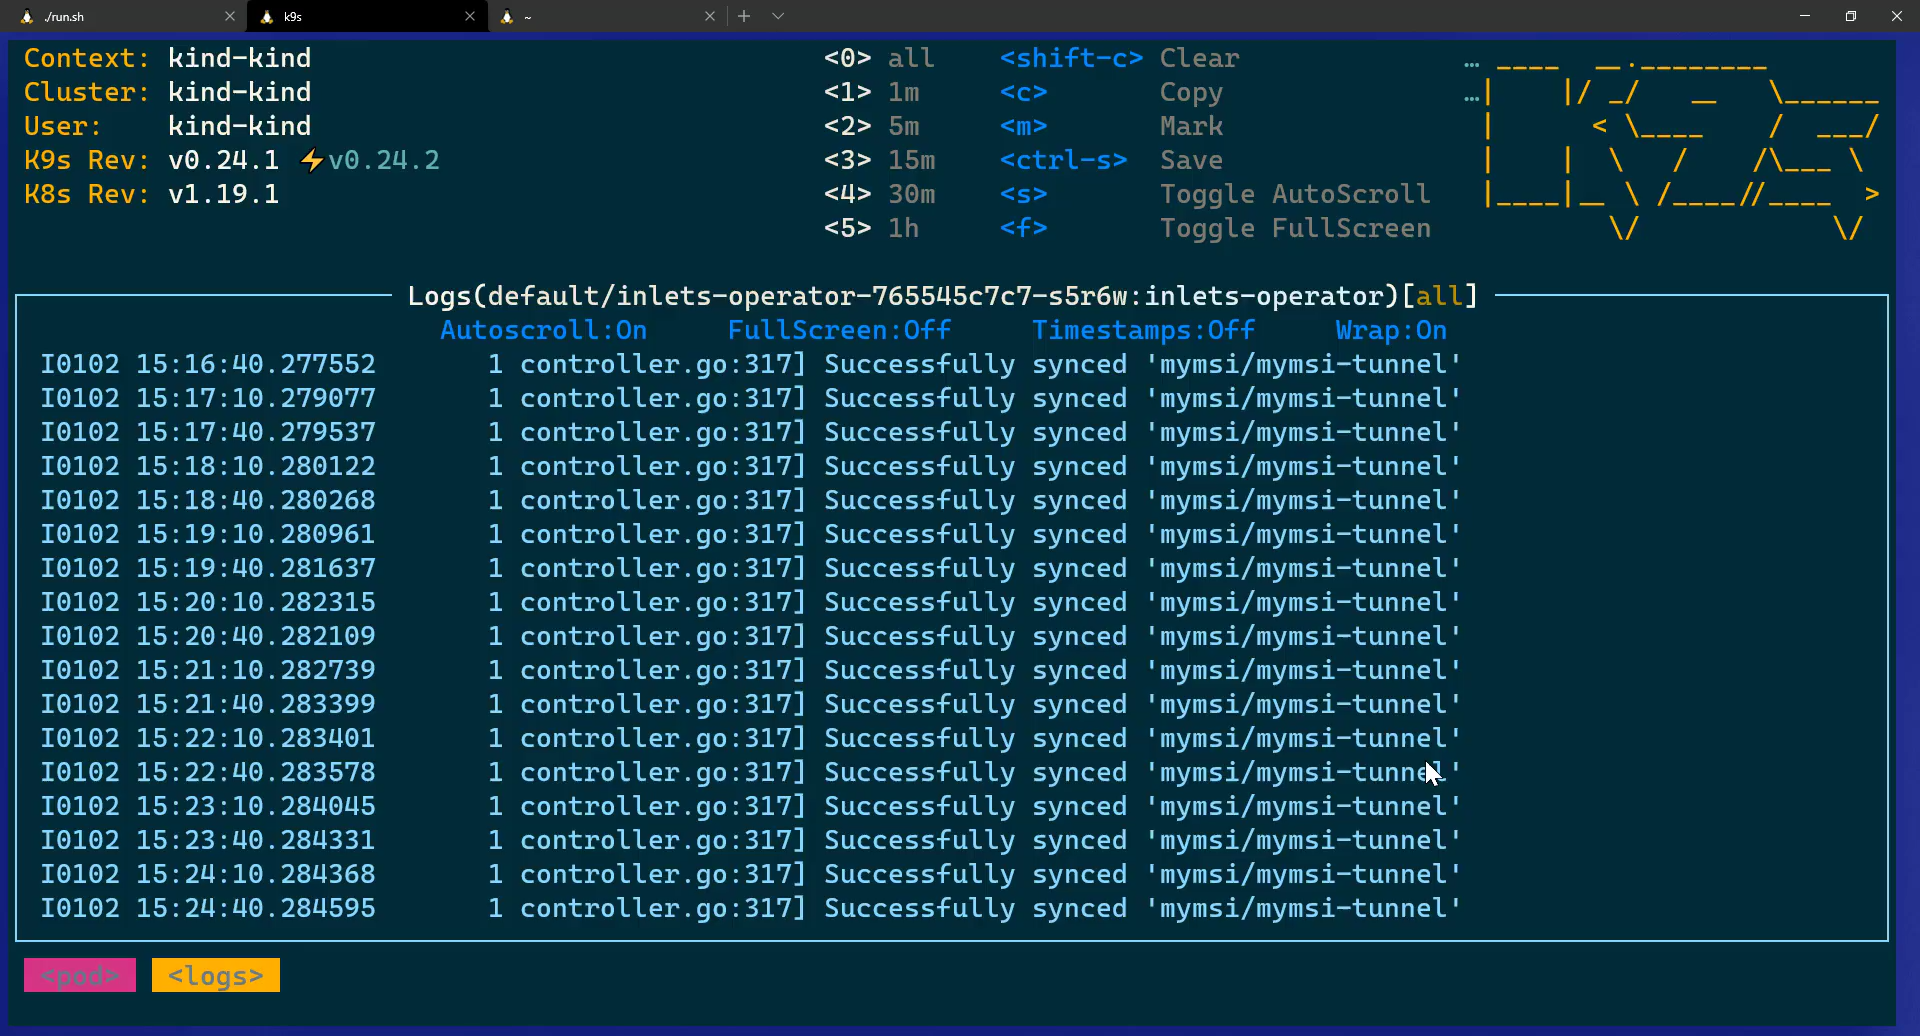 ./run.sh k9s ~
Context: kind-kind <0> all <shift-c> Clear …
Cluster: kind-kind <1> 1m <c> Copy …
User: kind-kind <2> 5m <m> Mark
K9s Rev: v0.24.1 ⚡v0.24.2 <3> 15m <ctrl-s> Save
K8s Rev: v1.19.1 <4> 30m <s> Toggle AutoScroll
<5> 1h <f> Toggle FullScreen
Logs(default/inlets-operator-765545c7c7-s5r6w:inlets-operator)[all]
Autoscroll:On FullScreen:Off Timestamps:Off Wrap:On
I0102 15:16:40.277552 1 controller.go:317] Successfully synced 'mymsi/mymsi-tunnel'
I0102 15:17:10.279077 1 controller.go:317] Successfully synced 'mymsi/mymsi-tunnel'
I0102 15:17:40.279537 1 controller.go:317] Successfully synced 'mymsi/mymsi-tunnel'
I0102 15:18:10.280122 1 controller.go:317] Successfully synced 'mymsi/mymsi-tunnel'
I0102 15:18:40.280268 1 controller.go:317] Successfully synced 'mymsi/mymsi-tunnel'
I0102 15:19:10.280961 1 controller.go:317] Successfully synced 'mymsi/mymsi-tunnel'
I0102 15:19:40.281637 1 controller.go:317] Successfully synced 'mymsi/mymsi-tunnel'
I0102 15:20:10.282315 1 controller.go:317] Successfully synced 'mymsi/mymsi-tunnel'
I0102 15:20:40.282109 1 controller.go:317] Successfully synced 'mymsi/mymsi-tunnel'
I0102 15:21:10.282739 1 controller.go:317] Successfully synced 'mymsi/mymsi-tunnel'
I0102 15:21:40.283399 1 controller.go:317] Successfully synced 'mymsi/mymsi-tunnel'
I0102 15:22:10.283401 1 controller.go:317] Successfully synced 'mymsi/mymsi-tunnel'
I0102 15:22:40.283578 1 controller.go:317] Successfully synced 'mymsi/mymsi-tunnel'
I0102 15:23:10.284045 1 controller.go:317] Successfully synced 'mymsi/mymsi-tunnel'
I0102 15:23:40.284331 1 controller.go:317] Successfully synced 'mymsi/mymsi-tunnel'
I0102 15:24:10.284368 1 controller.go:317] Successfully synced 'mymsi/mymsi-tunnel'
I0102 15:24:40.284595 1 controller.go:317] Successfully synced 'mymsi/mymsi-tunnel'
<pod> <logs>